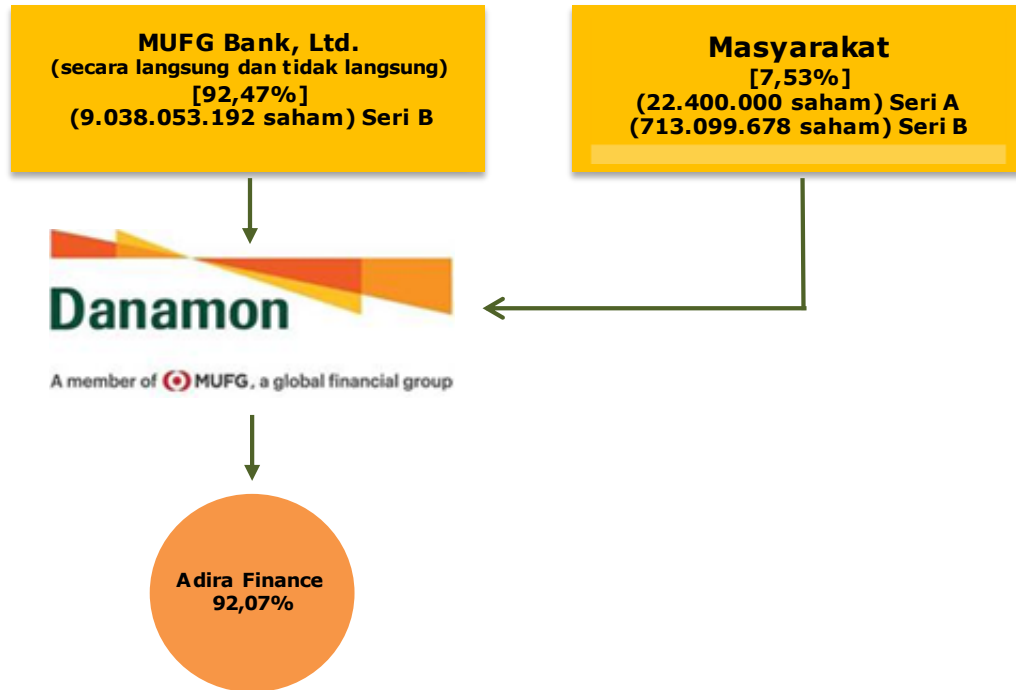 MUFG Bank, Ltd.
(secara langsung dan tidak langsung)
[92,47%]
(9.038.053.192 saham) Seri B
Masyarakat
[7,53%]
(22.400.000 saham) Seri A
(713.099.678 saham) Seri B
Danamon
A member of MUFG, a global financial group
Adira Finance
92,07%